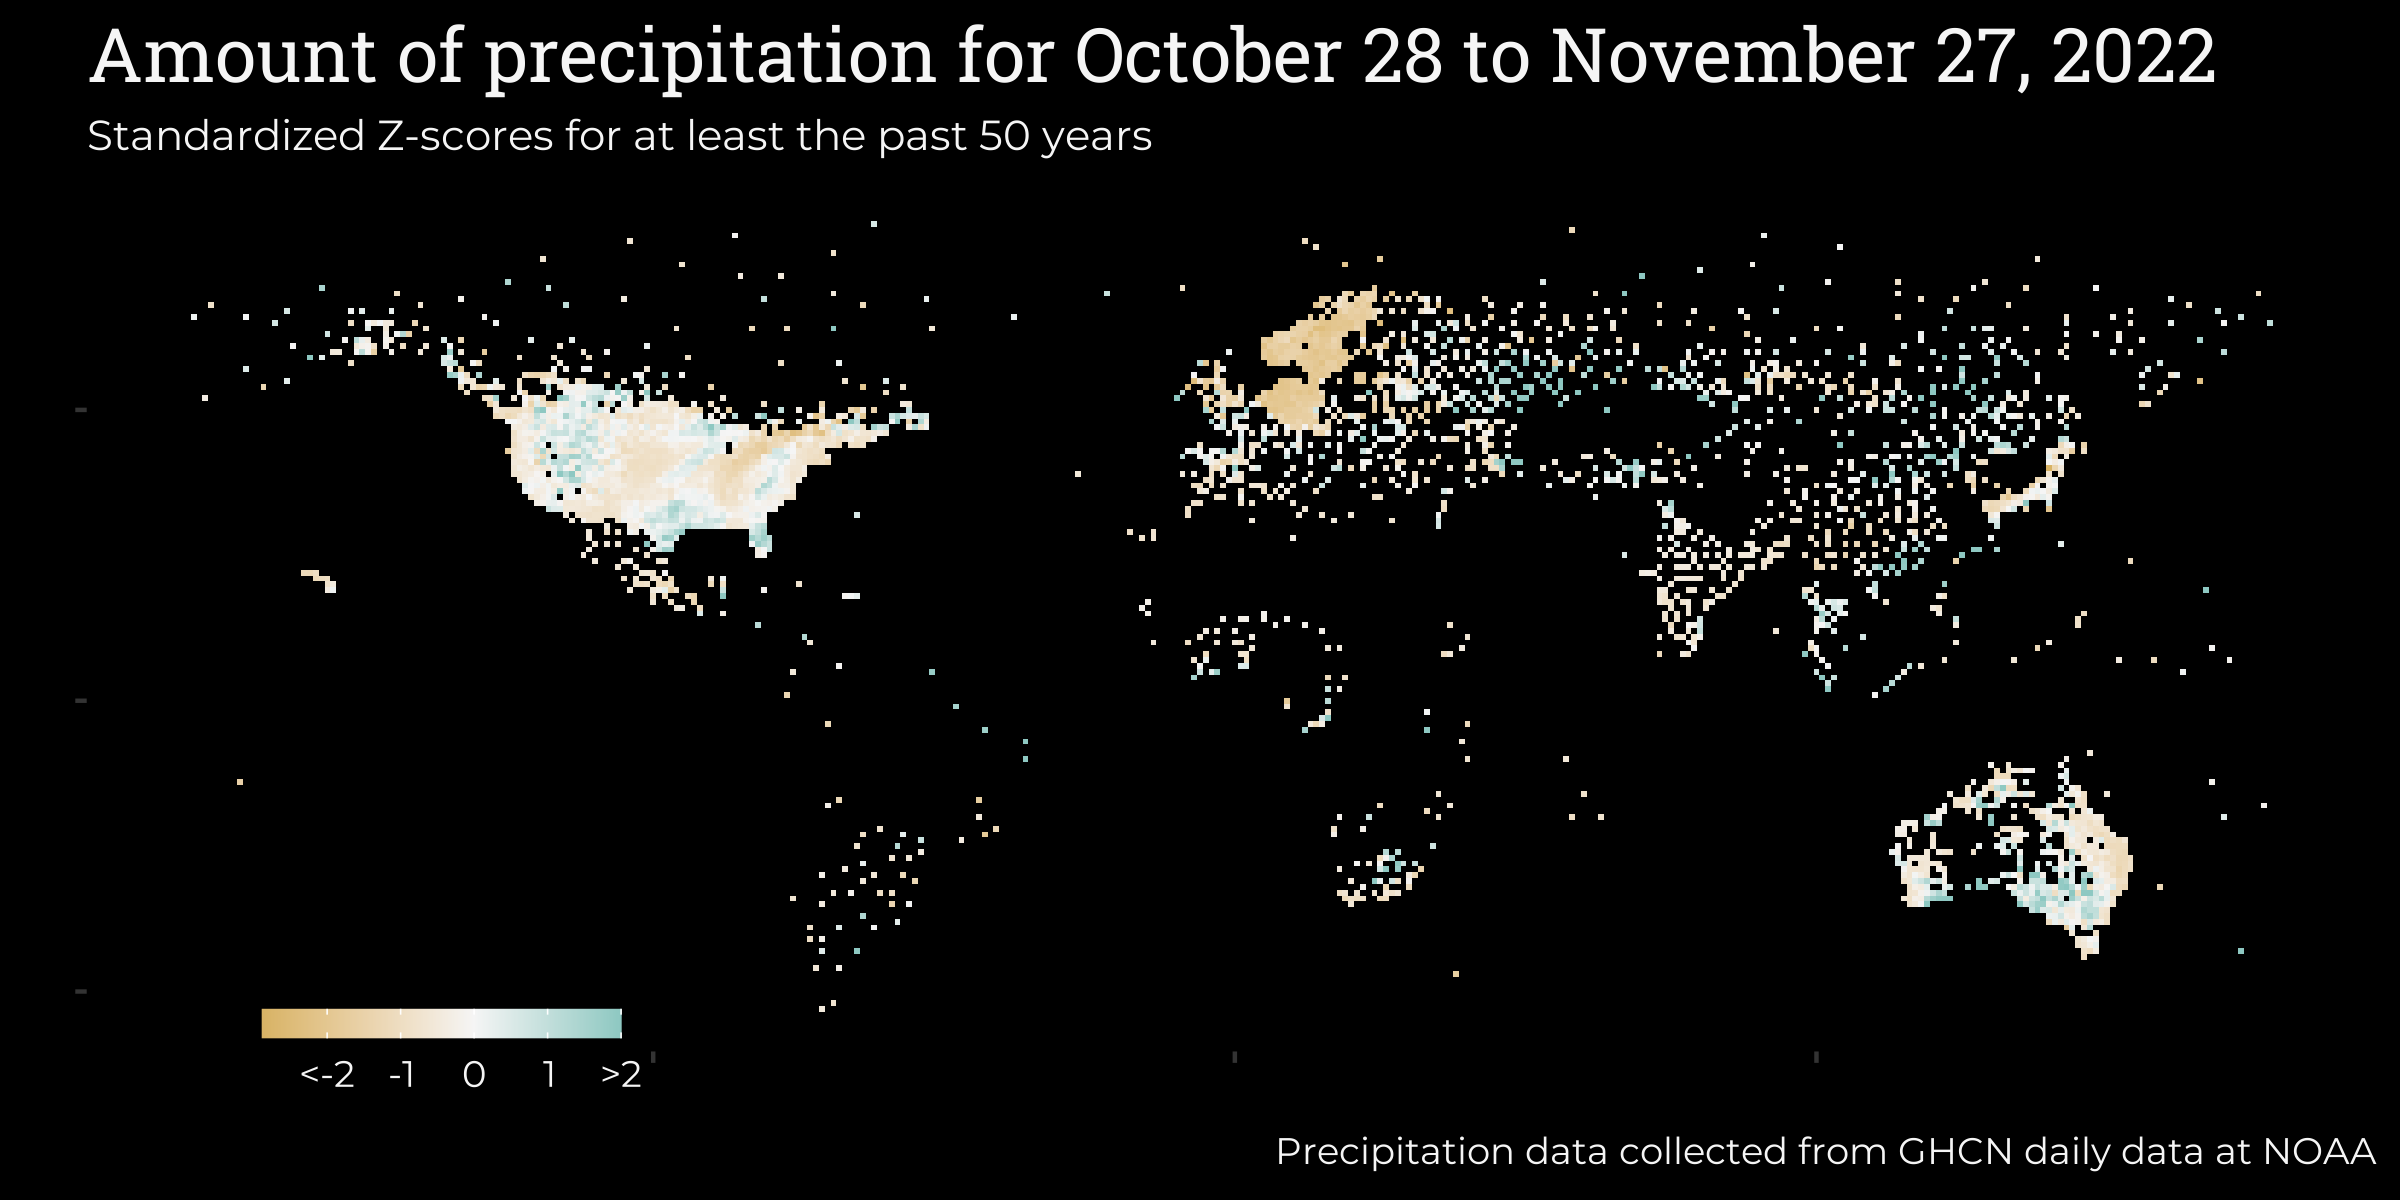 Amount of precipitation for October 28 to November 27, 2022
Standardized Z-scores for at least the past 50 years
<-2 -1 0 1 >2
Precipitation data collected from GHCN daily data at NOAA